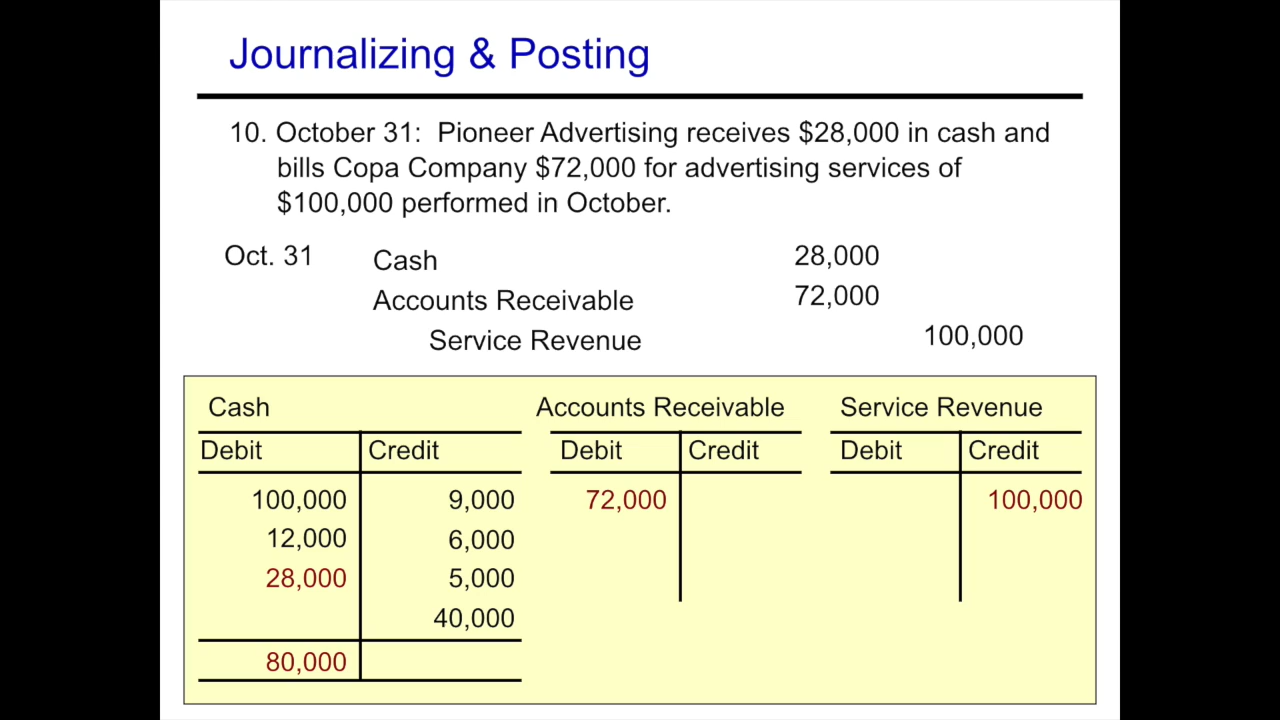 Journalizing & Posting
10. October 31: Pioneer Advertising receives $28,000 in cash and
bills Copa Company $72,000 for advertising services of
$100,000 performed in October.
Oct. 31 Cash 28,000
Accounts Receivable 72,000
Service Revenue 100,000
Cash Accounts Receivable Service Revenue
Debit Credit Debit Credit Debit Credit
100,000 9,000 72,000 100,000
12,000 6,000
28,000 5,000
40,000
80,000